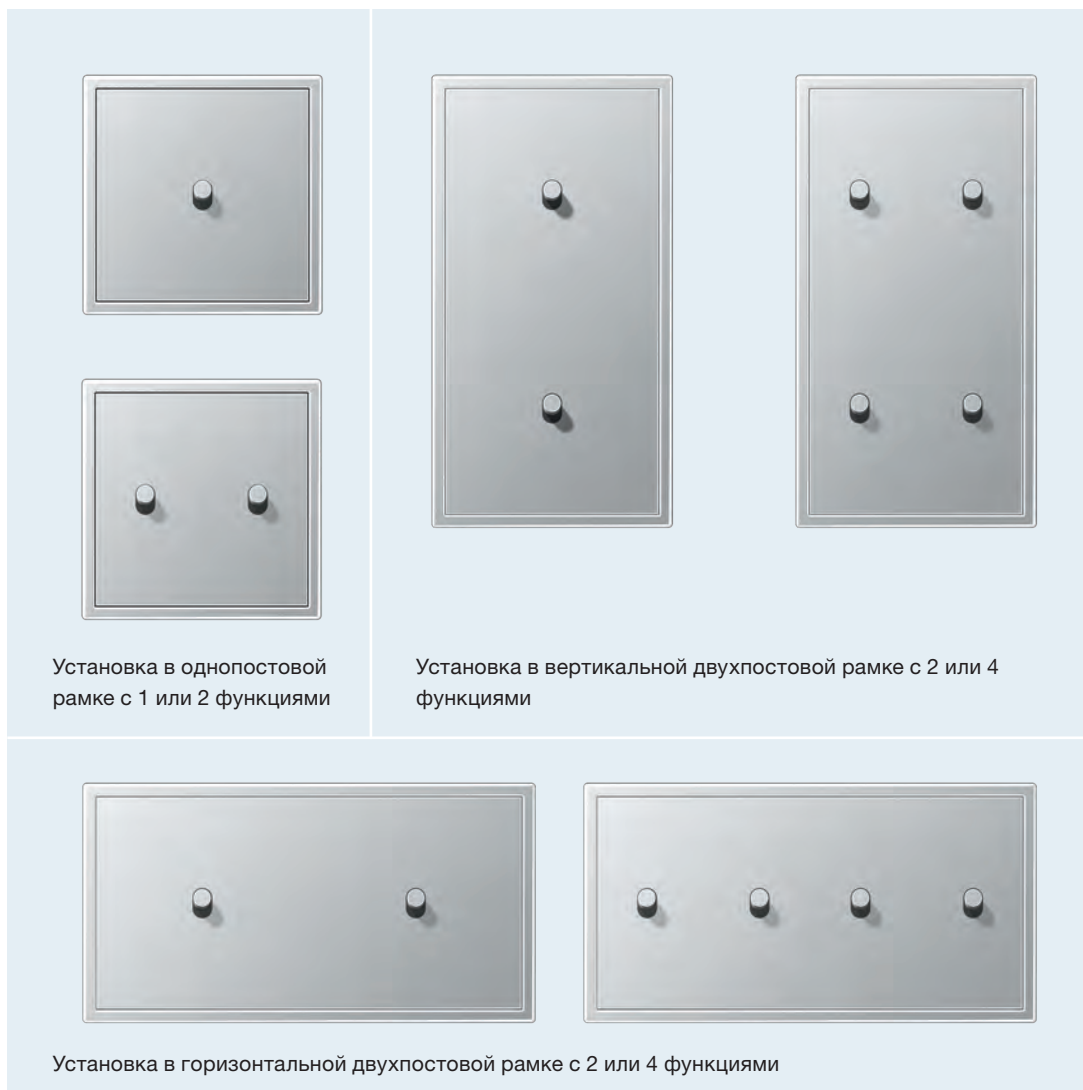 Установка в однопостовой
рамке с 1 или 2 функциями
Установка в вертикальной двухпостовой рамке с 2 или 4
функциями
Установка в горизонтальной двухпостовой рамке с 2 или 4 функциями